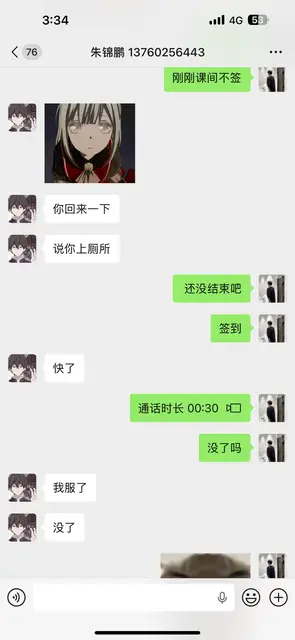 3:34
4G
53
76
朱锦鹏 13760256443
刚刚课间不签
你回来一下
说你上厕所
还没结束吧
签到
快了
通话时长 00:30
没了吗
我服了
没了